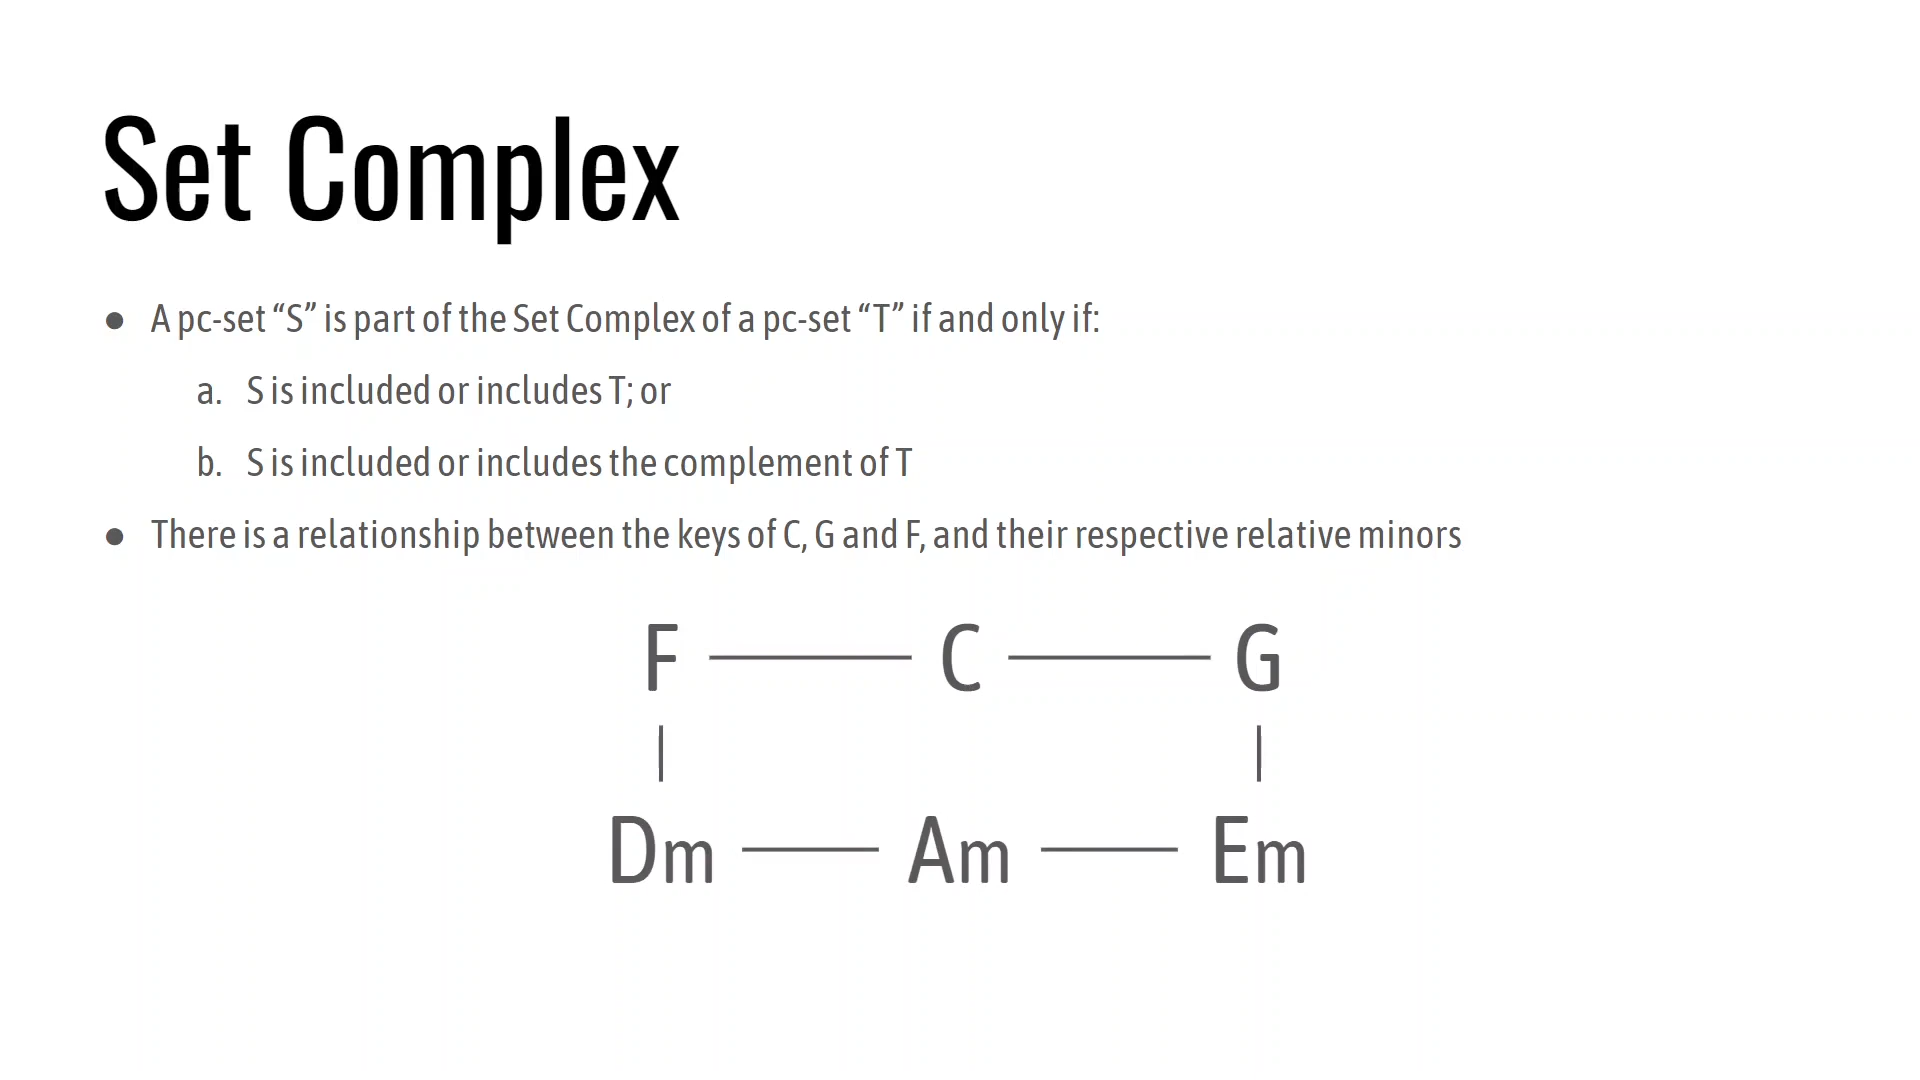 Set Complex
● A pc-set “S” is part of the Set Complex of a pc-set “T” if and only if:
a. S is included or includes T; or
b. S is included or includes the complement of T
● There is a relationship between the keys of C, G and F, and their respective relative minors
F C G
Dm Am Em